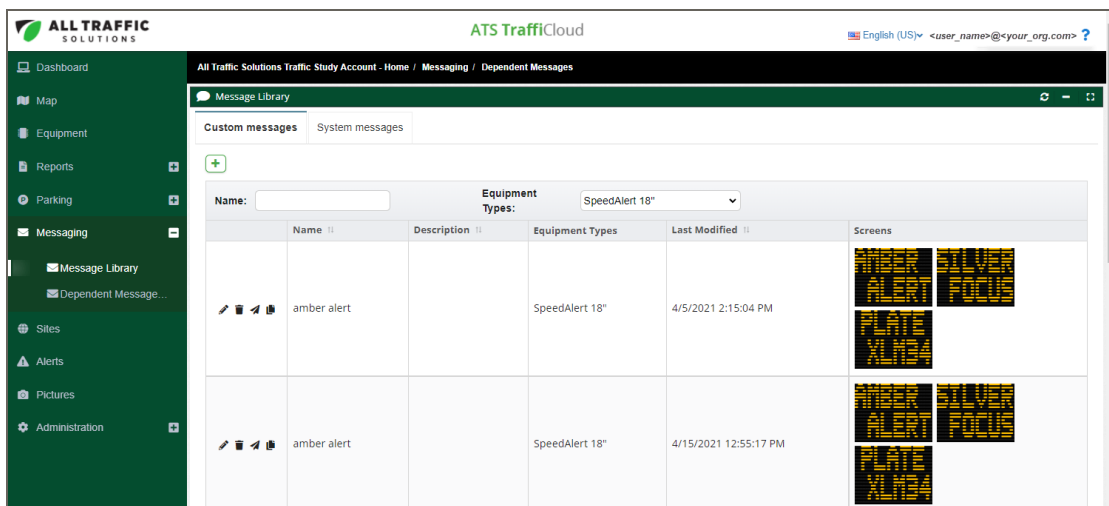 ALL TRAFFIC
SOLUTIONS
ATS TraffiCloud
English (US) <user_name>@<your_org.com> ?
Dashboard
Map
Equipment
Reports
Parking
Messaging
Message Library
Dependent Message...
Sites
Alerts
Pictures
Administration
All Traffic Solutions Traffic Study Account - Home / Messaging / Dependent Messages
Message Library
Custom messages System messages
Name:
Equipment Types:
SpeedAlert 18"
Name Description Equipment Types Last Modified Screens
amber alert SpeedAlert 18" 4/5/2021 2:15:04 PM
AMBER ALERT
SILVER FOCUS
PLATE XLM34
amber alert SpeedAlert 18" 4/15/2021 12:55:17 PM
AMBER ALERT
SILVER FOCUS
PLATE XLM34